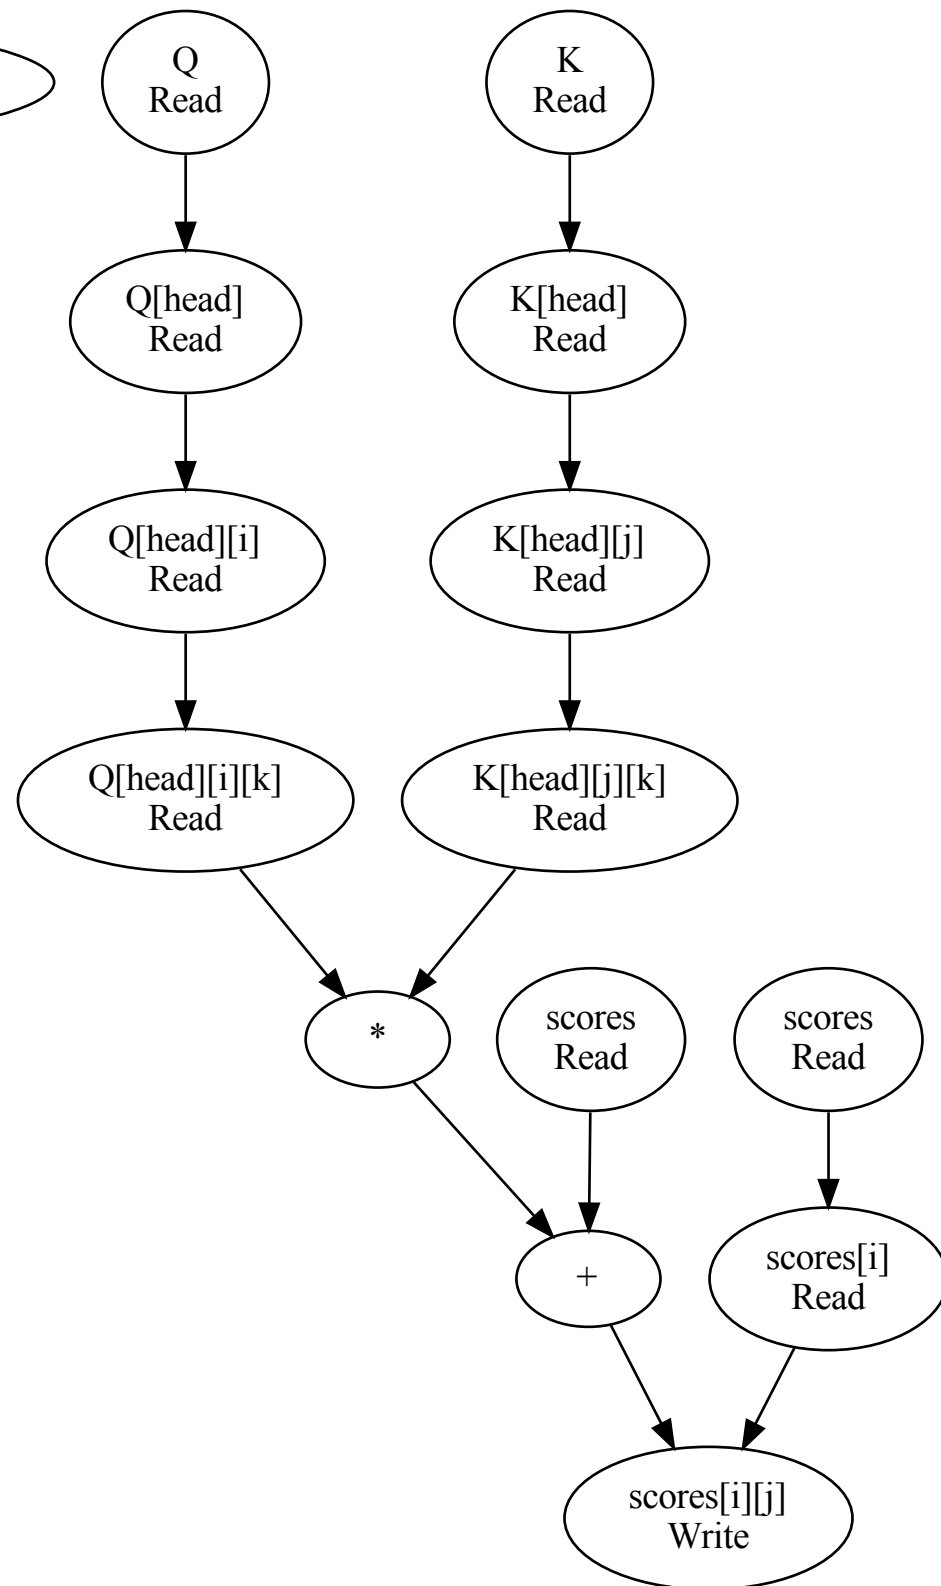 Q
Read
K
Read
Q[head]
Read
K[head]
Read
Q[head][i]
Read
K[head][j]
Read
Q[head][i][k]
Read
K[head][j][k]
Read
*
scores
Read
scores
Read
+
scores[i]
Read
scores[i][j]
Write